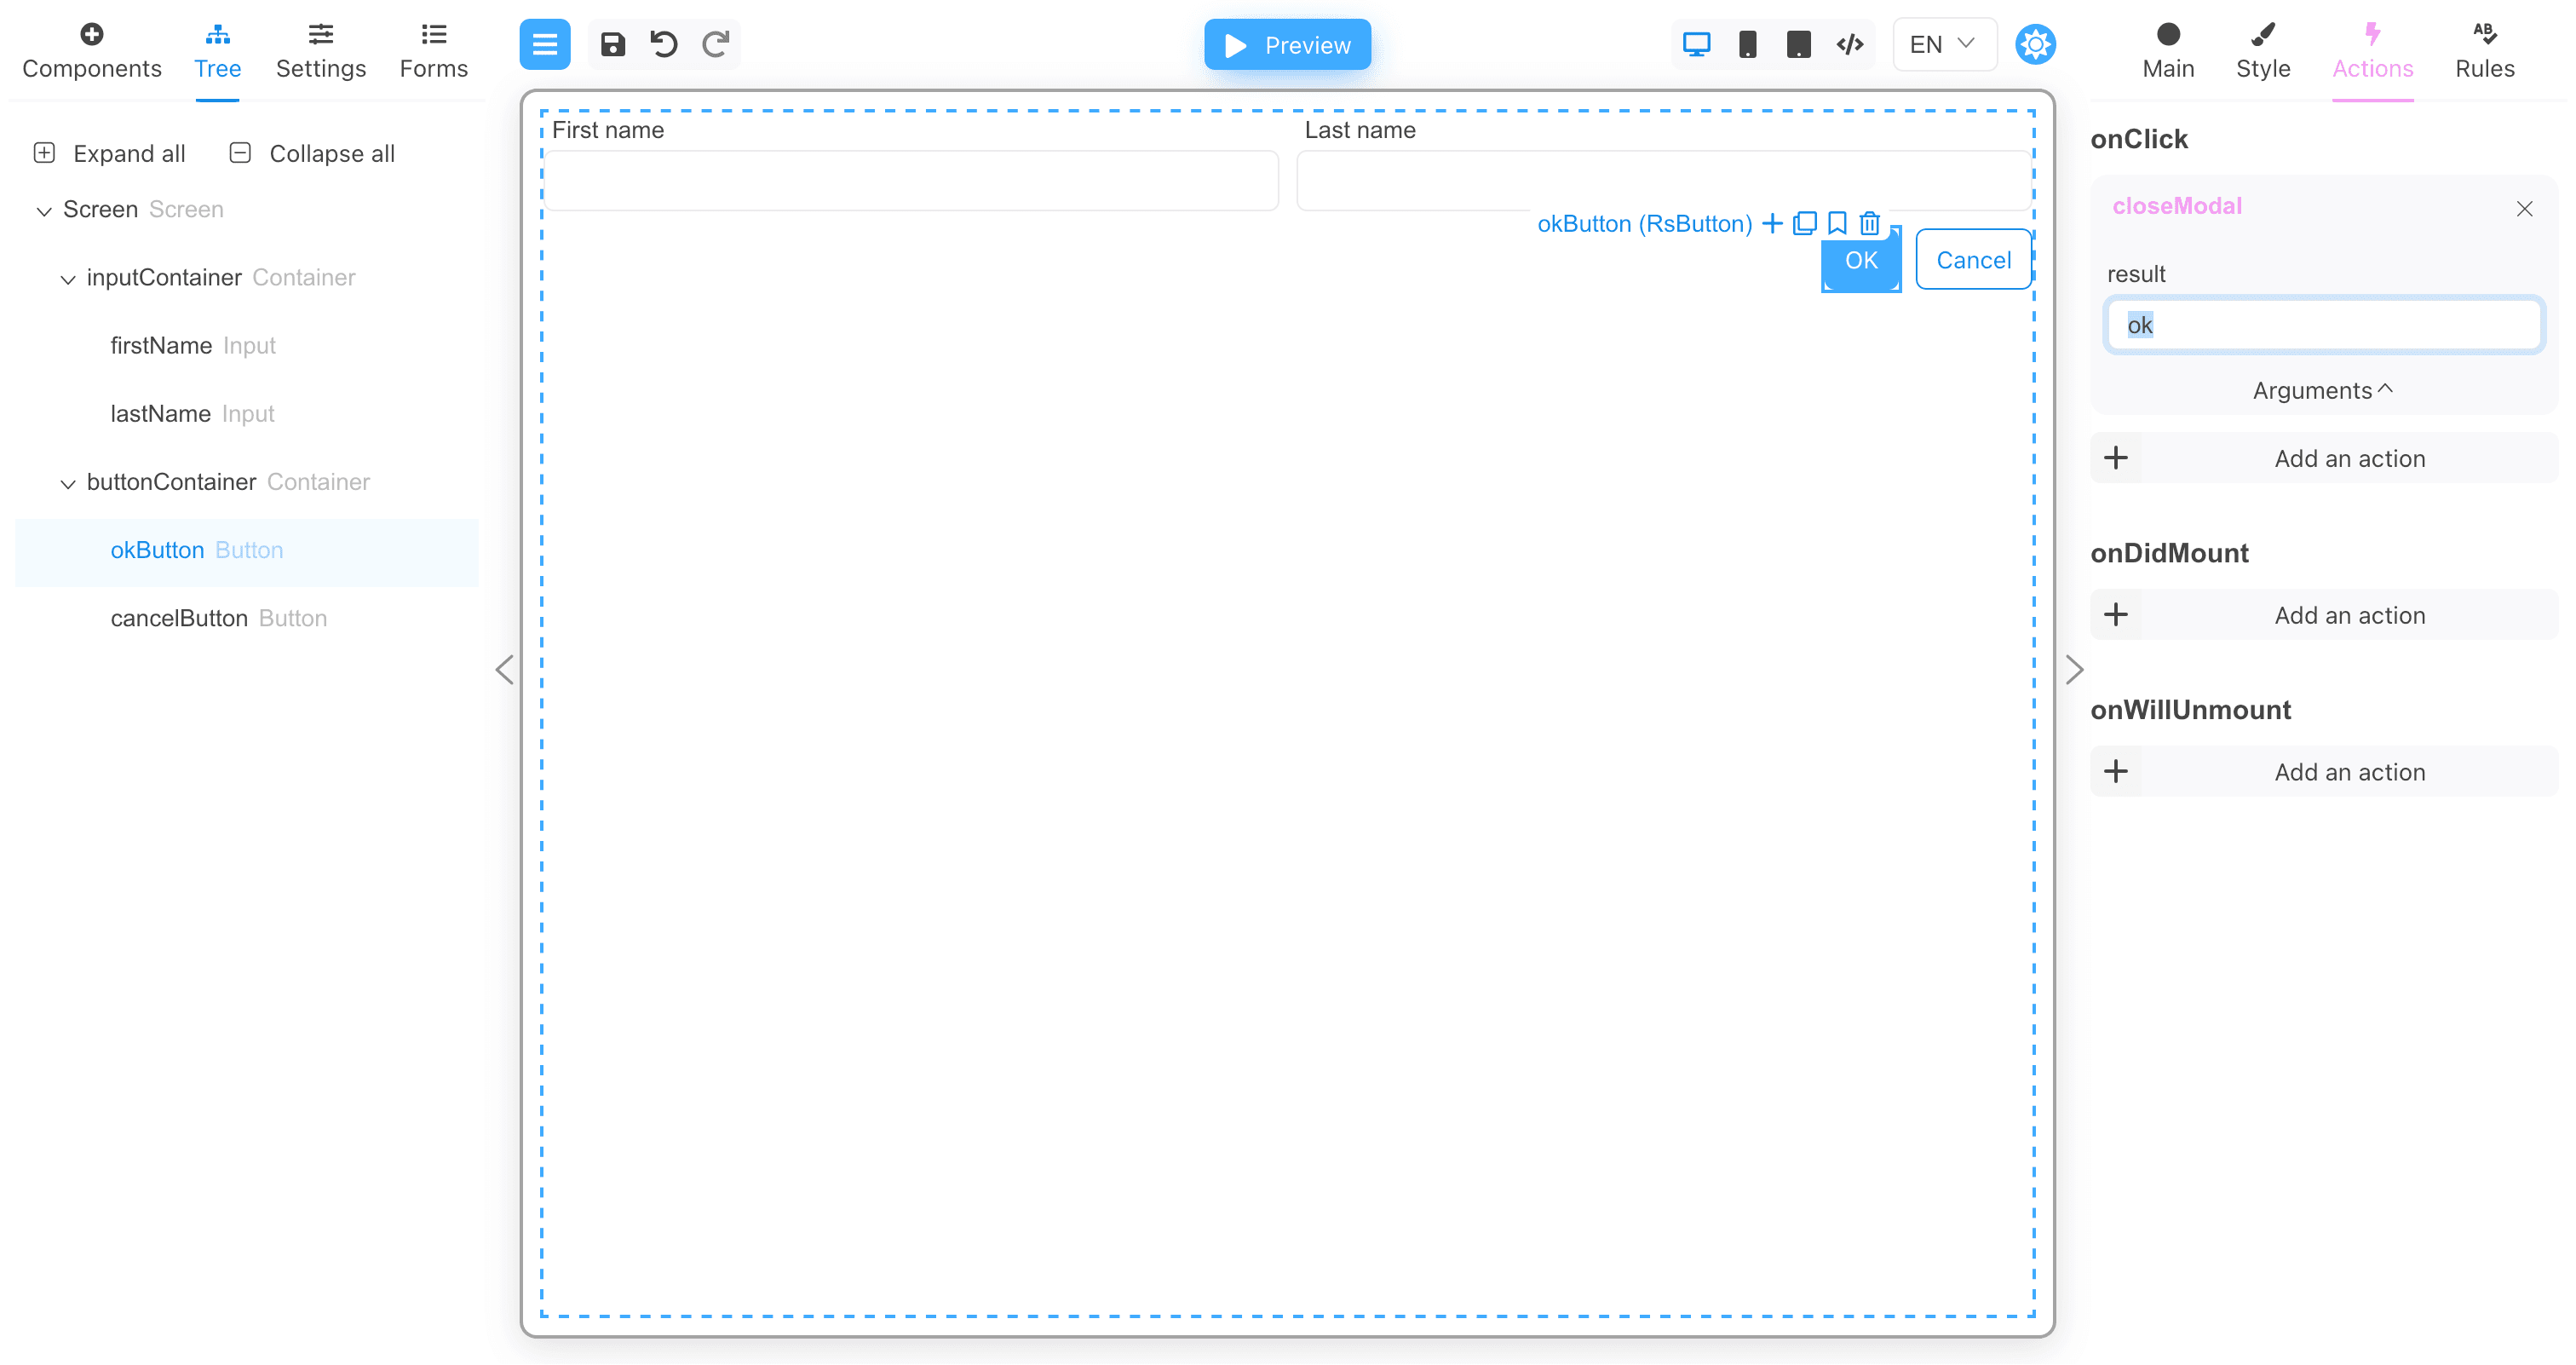 Components Tree Settings Forms
Preview
EN
Main Style Actions Rules
Expand all Collapse all
Screen Screen
inputContainer Container
firstName Input
lastName Input
buttonContainer Container
okButton Button
cancelButton Button
First name Last name
okButton (RsButton)
OK Cancel
onClick
closeModal
result
ok
Arguments
Add an action
onDidMount
Add an action
onWillUnmount
Add an action